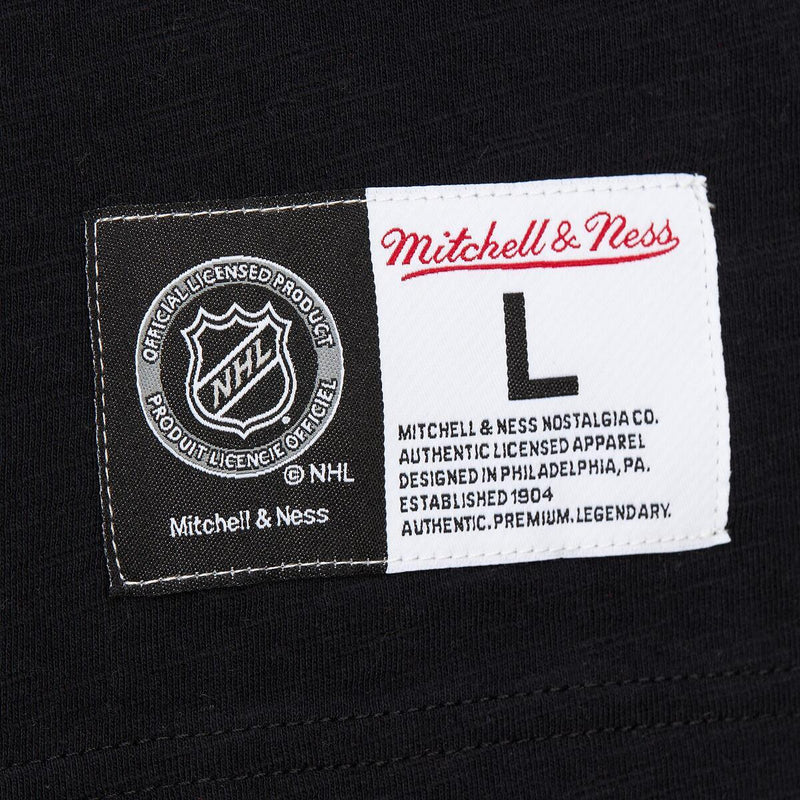 OFFICIAL LICENSED PRODUCT
NHL
PRODUIT LICENCIE OFFICIEL
© NHL
Mitchell & Ness
Mitchell & Ness
L
MITCHELL & NESS NOSTALGIA CO.
AUTHENTIC LICENSED APPAREL
DESIGNED IN PHILADELPHIA, PA.
ESTABLISHED 1904
AUTHENTIC. PREMIUM. LEGENDARY.